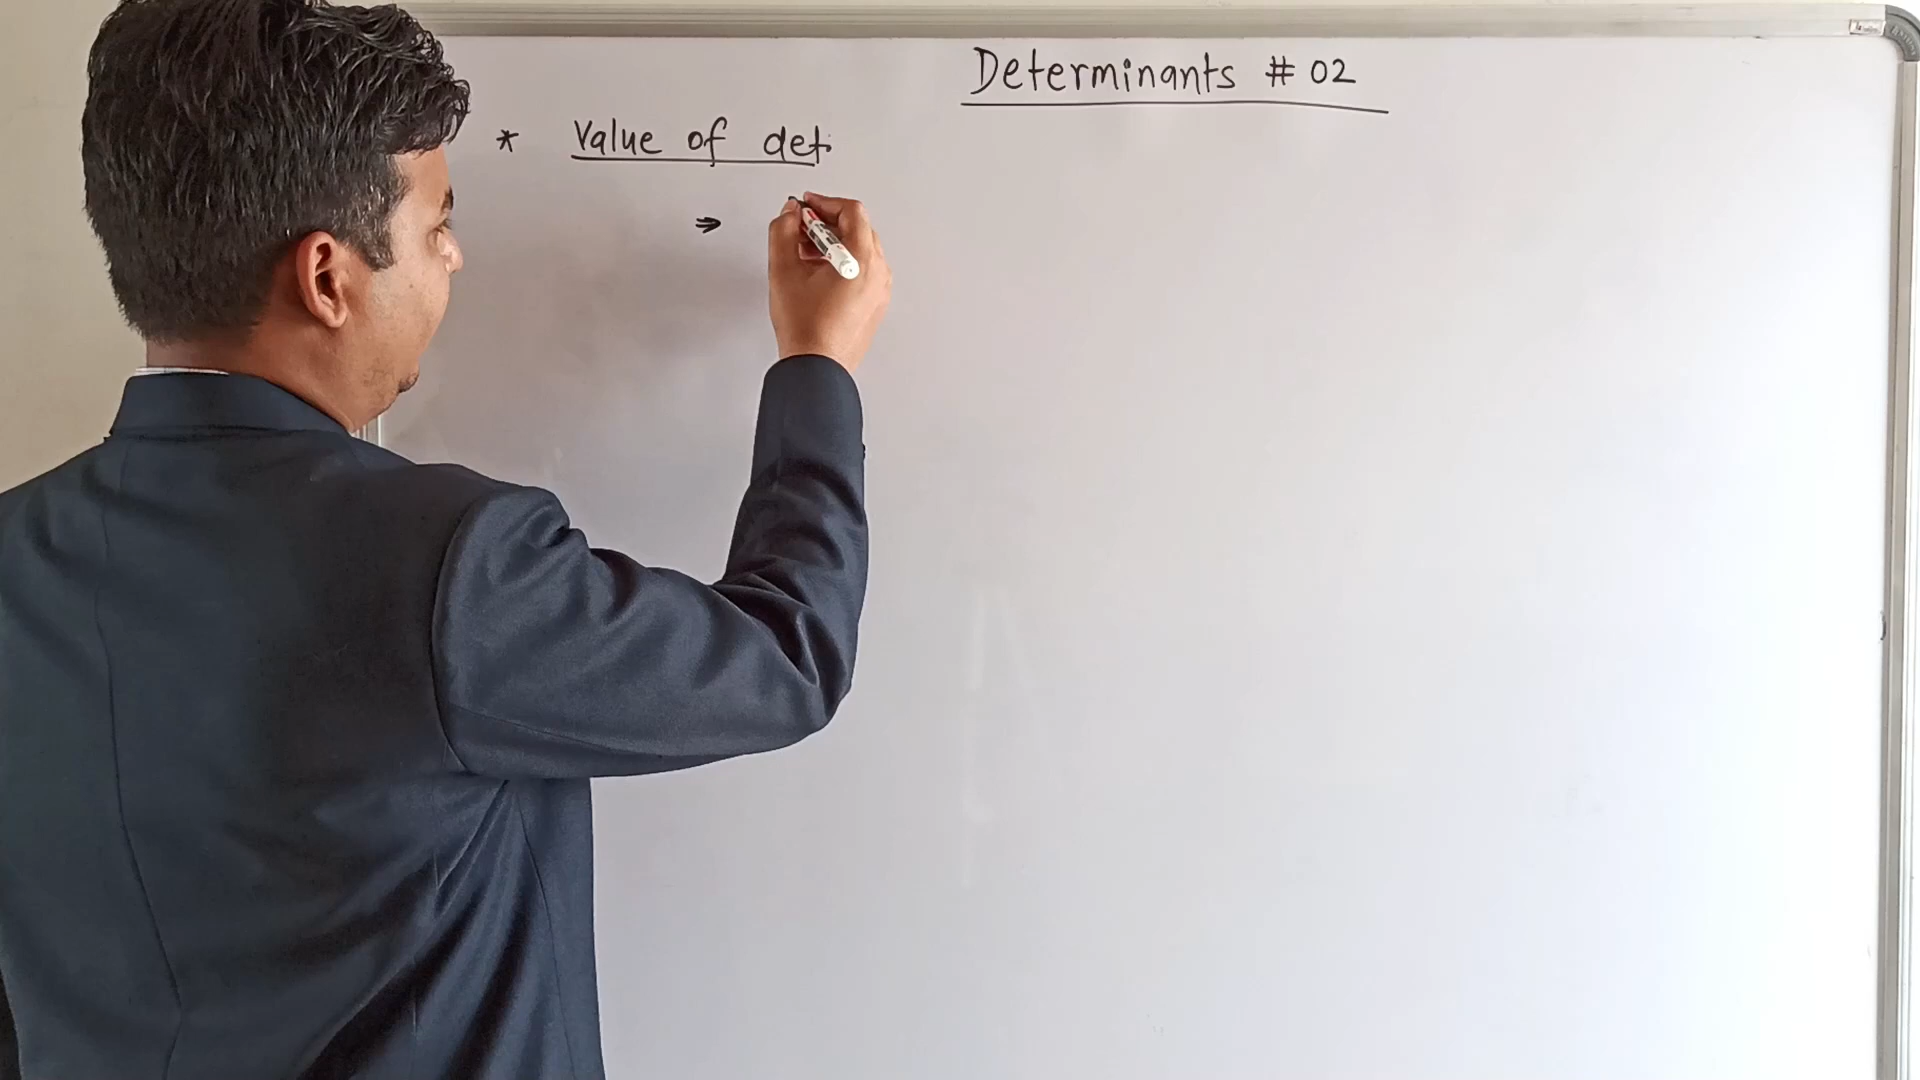 Determinants # 02
* Value of det.
⇒